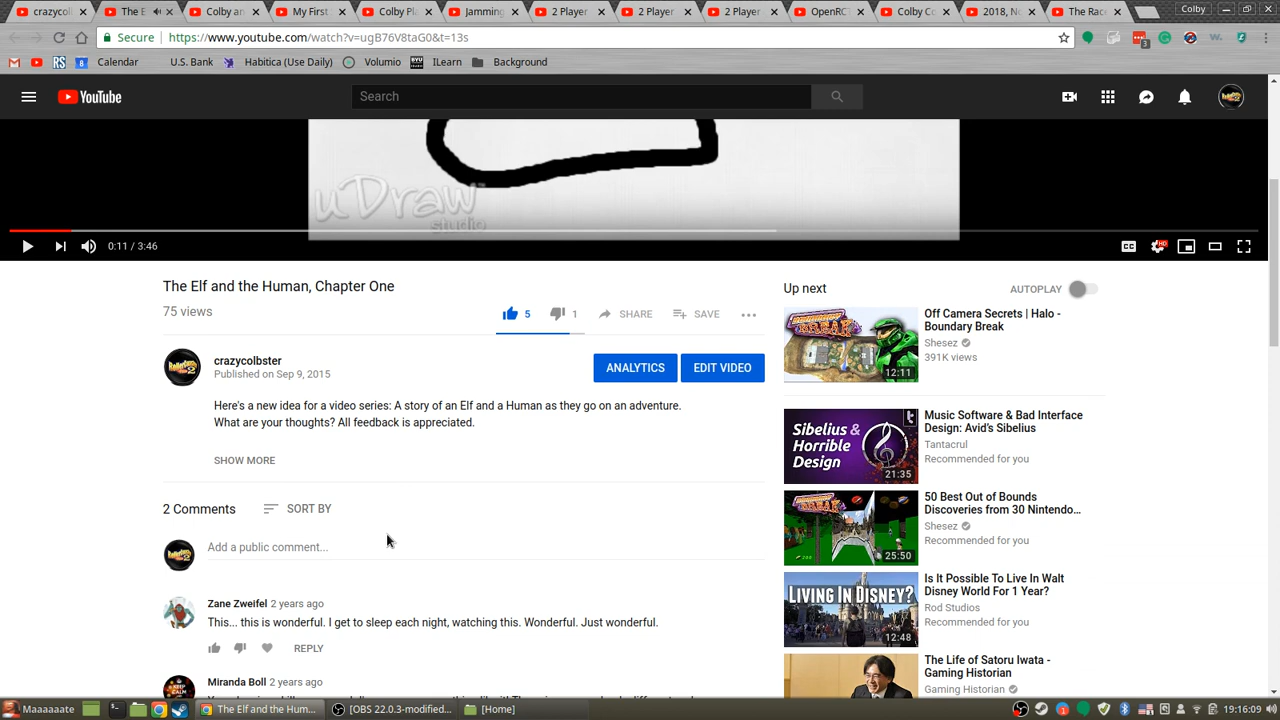 crazycol
The E
Colby an
My First
Colby Pl
Jamming
2 Player
2 Player
2 Player
OpenRC
Colby Co
2018, No
The Race
Colby
Secure https://www.youtube.com/watch?v=ugB76V8taG0&t=13s
3
Calendar U.S. Bank Habitica (Use Daily) Volumio ILearn Background
YouTube
Search
uDraw
studio
0:11 / 3:46
The Elf and the Human, Chapter One
75 views
5 1 SHARE SAVE
crazycolbster
Published on Sep 9, 2015
ANALYTICS EDIT VIDEO
Here's a new idea for a video series: A story of an Elf and a Human as they go on an adventure.
What are your thoughts? All feedback is appreciated.
SHOW MORE
2 Comments SORT BY
Add a public comment...
Zane Zweifel 2 years ago
This... this is wonderful. I get to sleep each night, watching this. Wonderful. Just wonderful.
REPLY
Miranda Boll 2 years ago
Up next AUTOPLAY
BREAK
12:11
Off Camera Secrets | Halo -
Boundary Break
Shesez
391K views
Sibelius &
Horrible
Design
21:35
Music Software & Bad Interface
Design: Avid's Sibelius
Tantacrul
Recommended for you
25:50
50 Best Out of Bounds
Discoveries from 30 Nintendo...
Shesez
Recommended for you
LIVING IN DISNEY?
12:48
Is It Possible To Live In Walt
Disney World For 1 Year?
Rod Studios
Recommended for you
The Life of Satoru Iwata -
Gaming Historian
Gaming Historian
Maaaaaate
The Elf and the Hum...
[OBS 22.0.3-modified...
[Home]
19:16:09